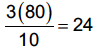 3(80)
10
= 24